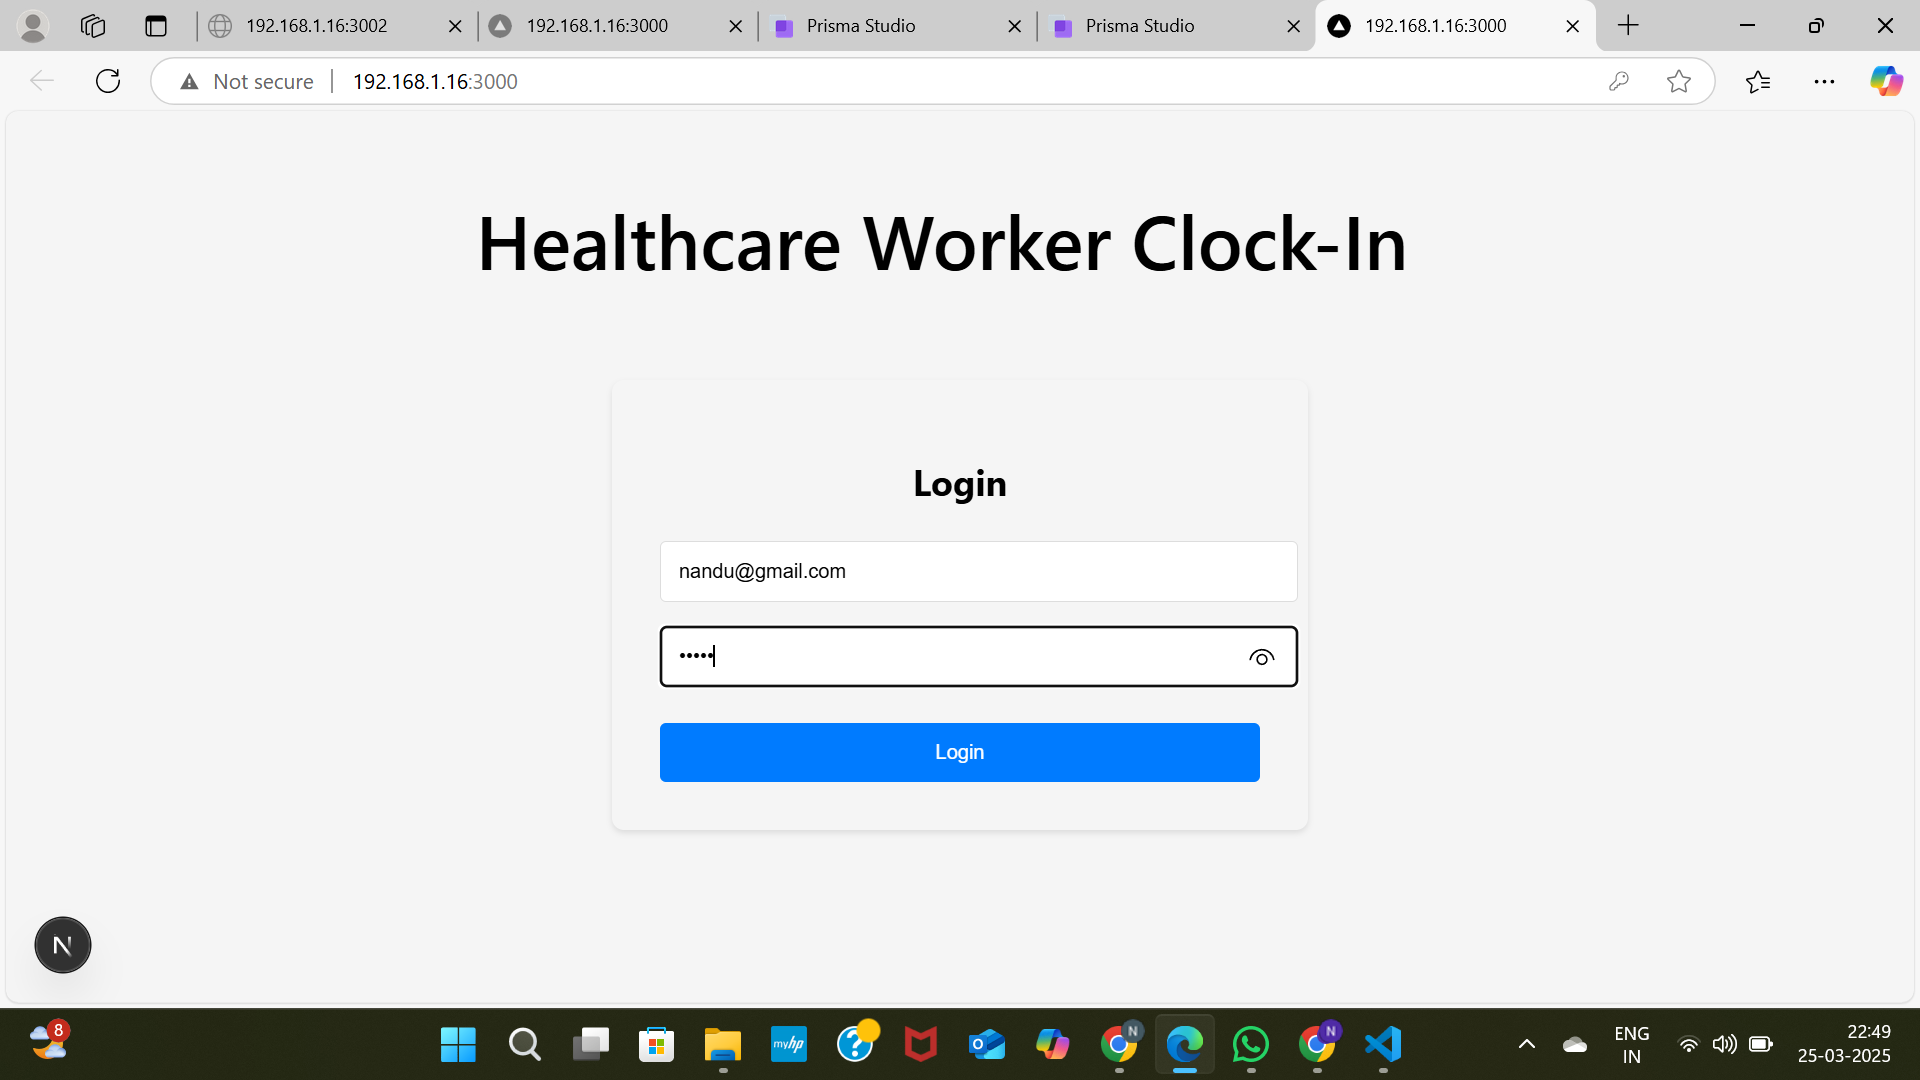 192.168.1.16:3002
192.168.1.16:3000
Prisma Studio
Prisma Studio
192.168.1.16:3000
Not secure
192.168.1.16:3000
Healthcare Worker Clock-In
Login
nandu@gmail.com
•••••
Login
N
8
myhp
?
O
N
N
ENG
IN
22:49
25-03-2025